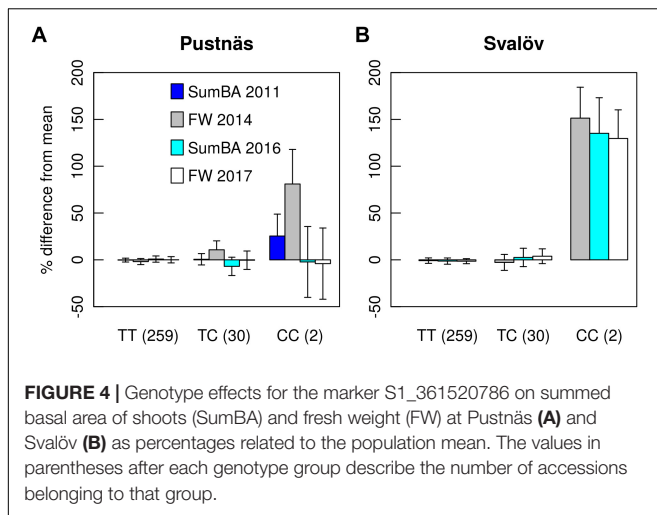 A
Pustnäs
B
Svalöv
% difference from mean
200
150
100
50
0
-50
SumBA 2011
FW 2014
SumBA 2016
FW 2017
TT (259) TC (30) CC (2)
200
150
100
50
0
-50
TT (259) TC (30) CC (2)
FIGURE 4 | Genotype effects for the marker S1_361520786 on summed
basal area of shoots (SumBA) and fresh weight (FW) at Pustnäs (A) and
Svalöv (B) as percentages related to the population mean. The values in
parentheses after each genotype group describe the number of accessions
belonging to that group.